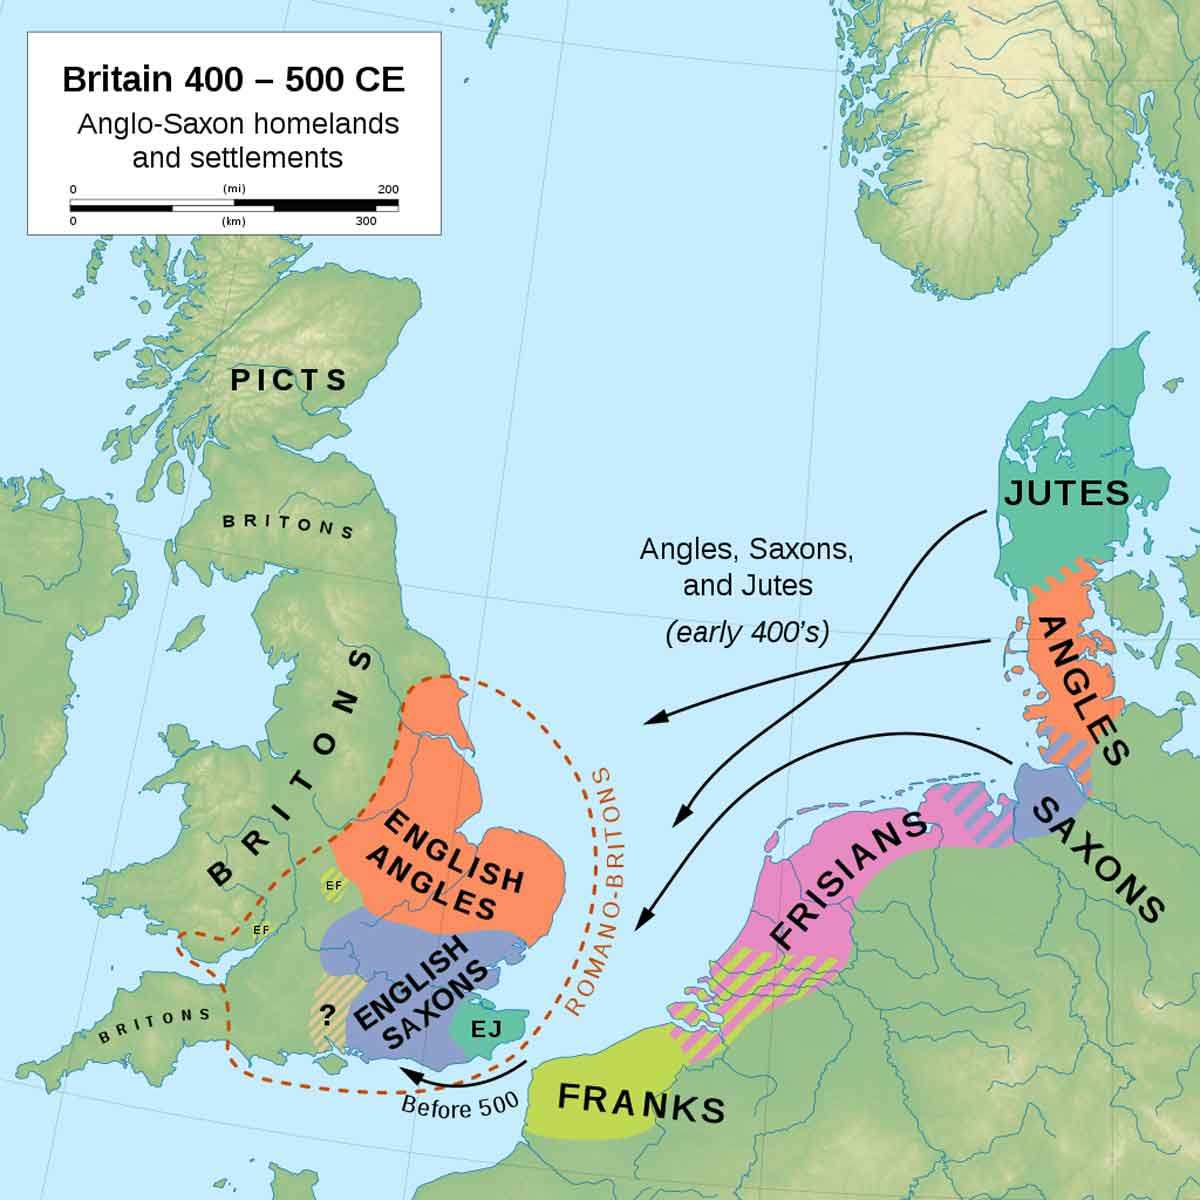 Britain 400 – 500 CE
Anglo-Saxon homelands
and settlements
0 (mi) 200
0 (km) 300
PICTS
BRITONS
JUTES
Angles, Saxons,
and Jutes
(early 400's)
ANGLES
BRITONS
SAXONS
FRISIANS
ROMANO-BRITONS
ENGLISH
ANGLES
EF
EF
ENGLISH
SAXONS
?
BRITONS
EJ
FRANKS
Before 500